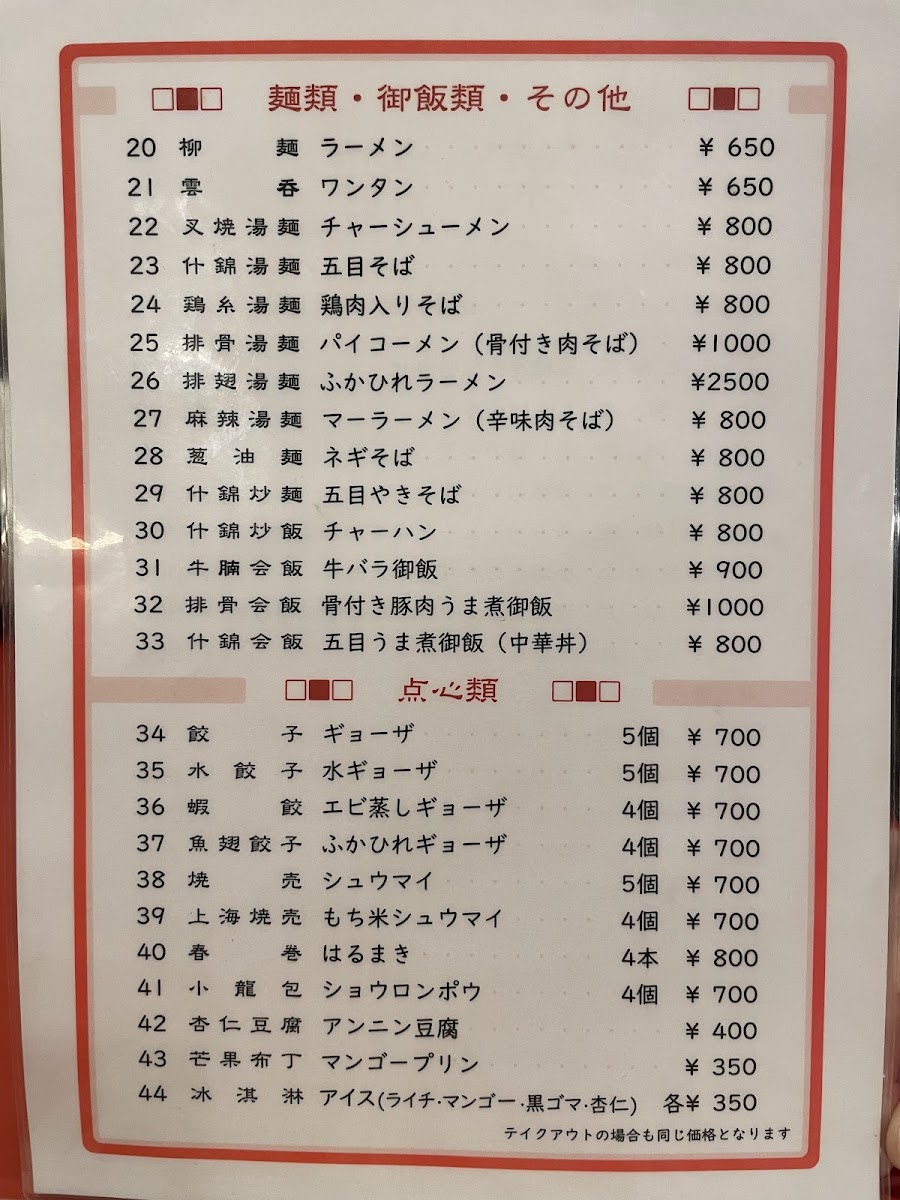 麺類・御飯類・その他
20 柳麺 ラーメン ¥ 650
21 雲呑 ワンタン ¥ 650
22 叉焼湯麺 チャーシューメン ¥ 800
23 什錦湯麺 五目そば ¥ 800
24 鶏糸湯麺 鶏肉入りそば ¥ 800
25 排骨湯麺 パイコーメン（骨付き肉そば） ¥1000
26 排翅湯麺 ふかひれラーメン ¥2500
27 麻辣湯麺 マーラーメン（辛味肉そば） ¥ 800
28 葱油麺 ネギそば ¥ 800
29 什錦炒麺 五目やきそば ¥ 800
30 什錦炒飯 チャーハン ¥ 800
31 牛腩会飯 牛バラ御飯 ¥ 900
32 排骨会飯 骨付き豚肉うま煮御飯 ¥1000
33 什錦会飯 五目うま煮御飯（中華丼） ¥ 800
点心類
34 餃子 ギョーザ 5個 ¥ 700
35 水餃子 水ギョーザ 5個 ¥ 700
36 蝦餃 エビ蒸しギョーザ 4個 ¥ 700
37 魚翅餃子 ふかひれギョーザ 4個 ¥ 700
38 焼売 シュウマイ 5個 ¥ 700
39 上海焼売 もち米シュウマイ 4個 ¥ 700
40 春巻 はるまき 4本 ¥ 800
41 小龍包 ショウロンポウ 4個 ¥ 700
42 杏仁豆腐 アンニン豆腐 ¥ 400
43 芒果布丁 マンゴープリン ¥ 350
44 冰淇淋 アイス(ライチ・マンゴー・黒ゴマ・杏仁) 各¥ 350
テイクアウトの場合も同じ価格となります